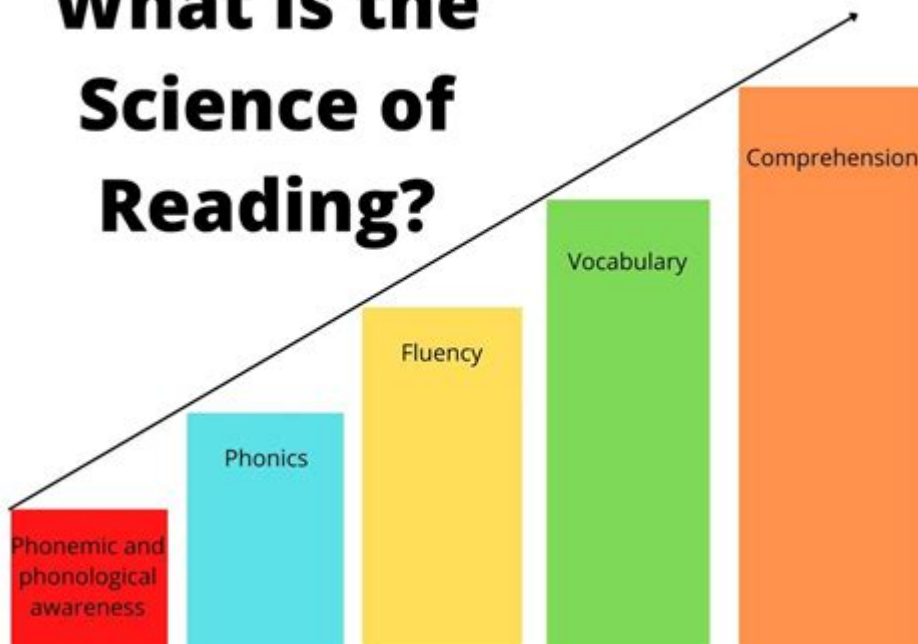 What is the
Science of
Reading?
Comprehension
Vocabulary
Fluency
Phonics
Phonemic and
phonological
awareness